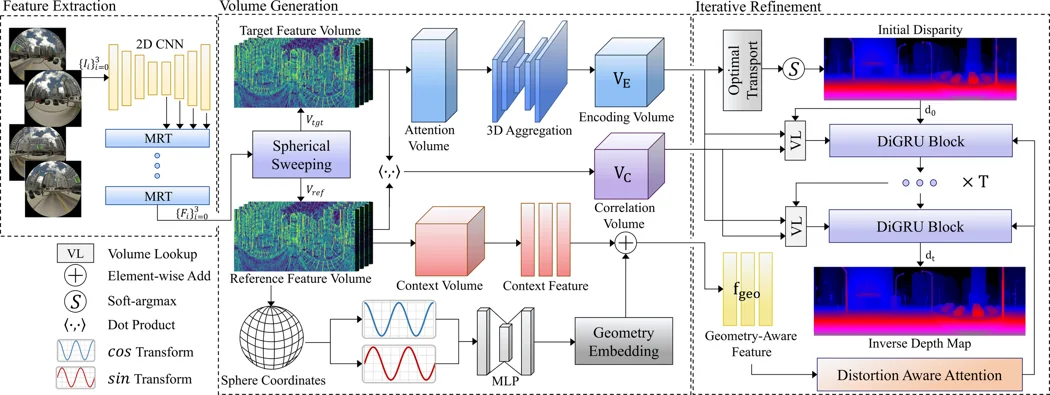 Feature Extraction
2D CNN
{I_i}^3_{i=0}
MRT
MRT
{F_i}^3_{i=0}
VL Volume Lookup
Element-wise Add
S Soft-argmax
⟨·,·⟩ Dot Product
cos Transform
sin Transform
Volume Generation
Target Feature Volume
V_tgt
Spherical
Sweeping
V_ref
Reference Feature Volume
Sphere Coordinates
Attention
Volume
3D Aggregation
V_E
Encoding Volume
⟨·,·⟩
V_C
Correlation
Volume
Context Volume
Context Feature
MLP
Geometry
Embedding
Iterative Refinement
Optimal
Transport
S
Initial Disparity
d_0
VL
DiGRU Block
× T
VL
DiGRU Block
d_t
f_geo
Geometry-Aware
Feature
Inverse Depth Map
Distortion Aware Attention